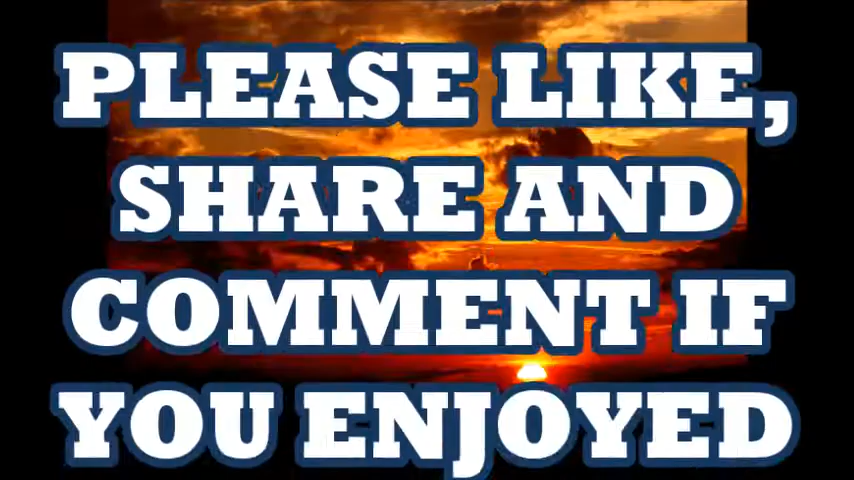 PLEASE LIKE,
SHARE AND
COMMENT IF
YOU ENJOYED